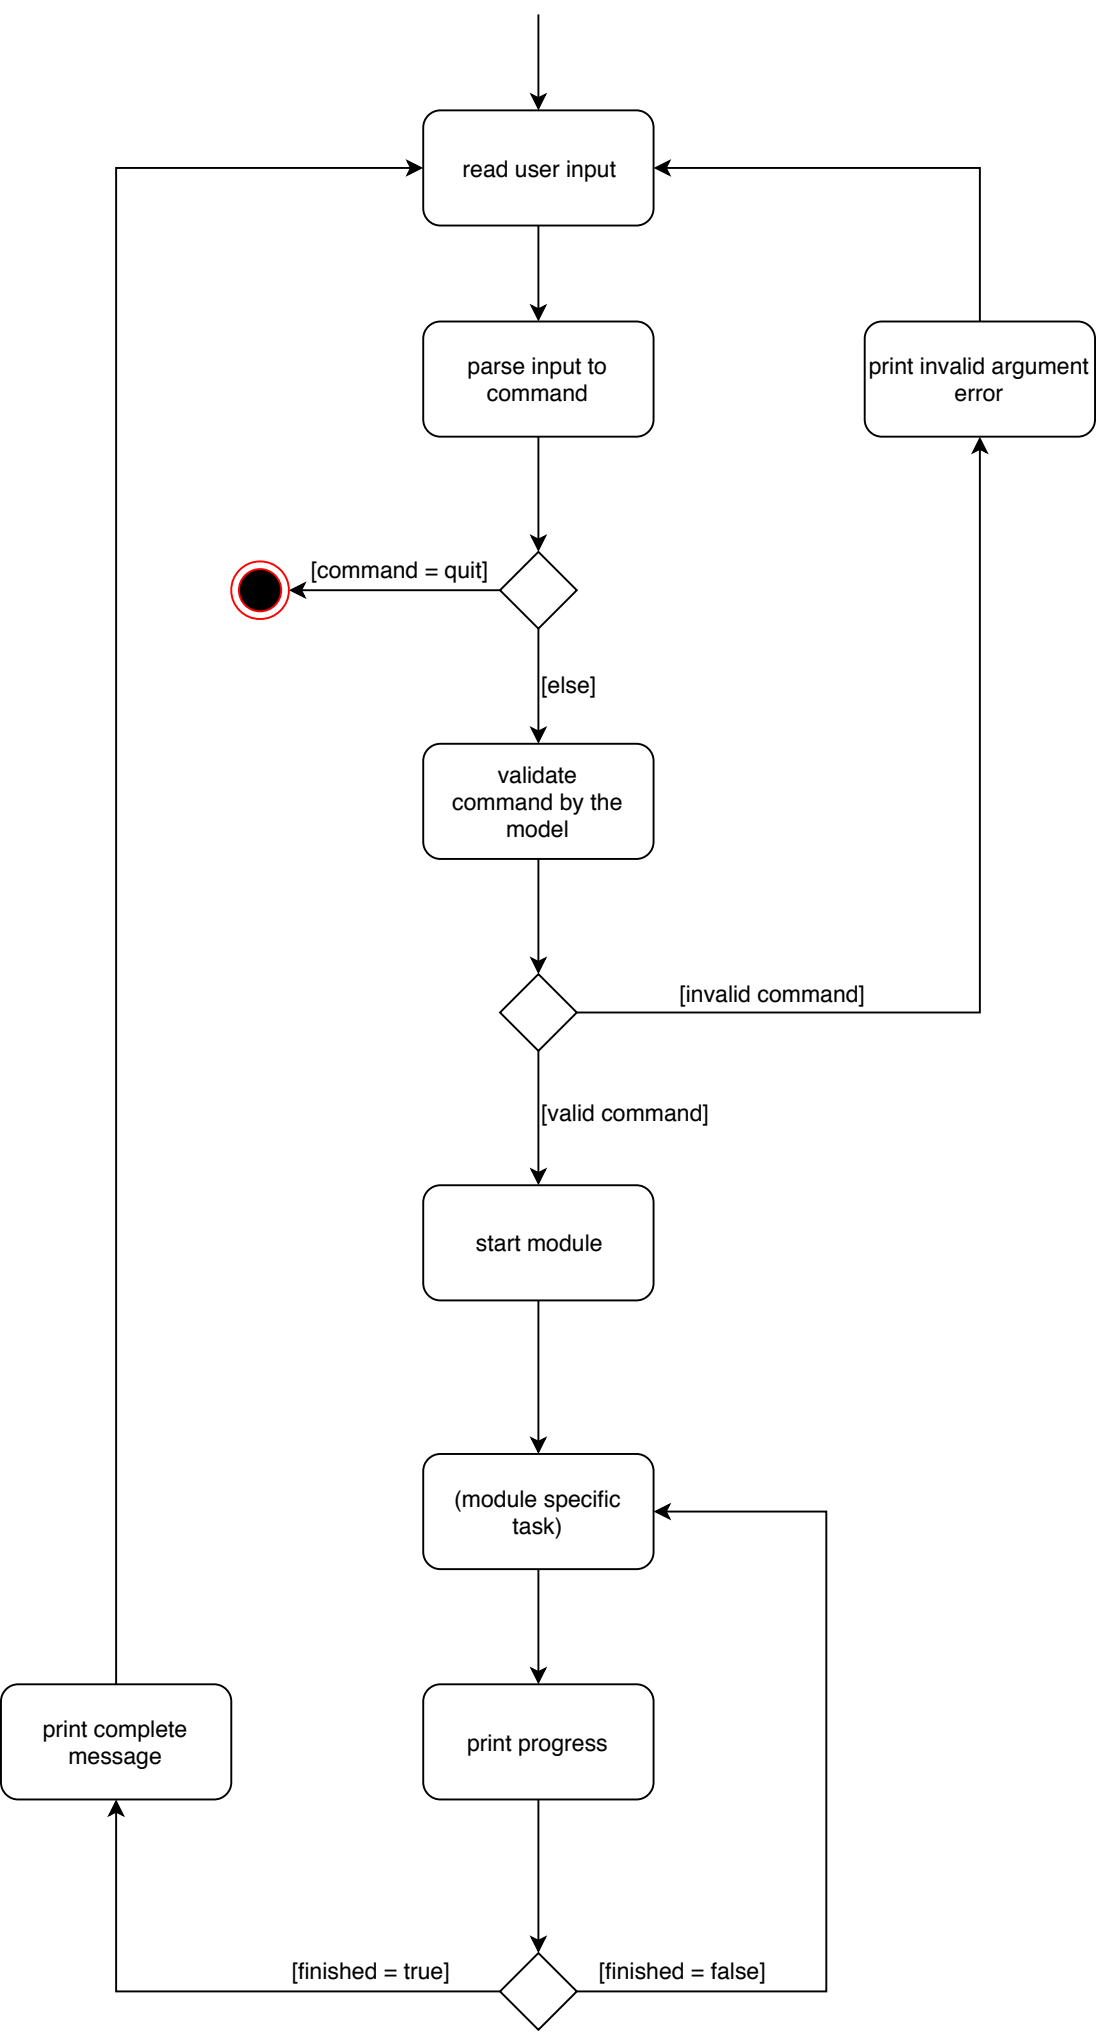 read user input
parse input to
command
print invalid argument
error
[command = quit]
[else]
validate
command by the
model
[invalid command]
[valid command]
start module
(module specific
task)
print complete
message
print progress
[finished = true]
[finished = false]